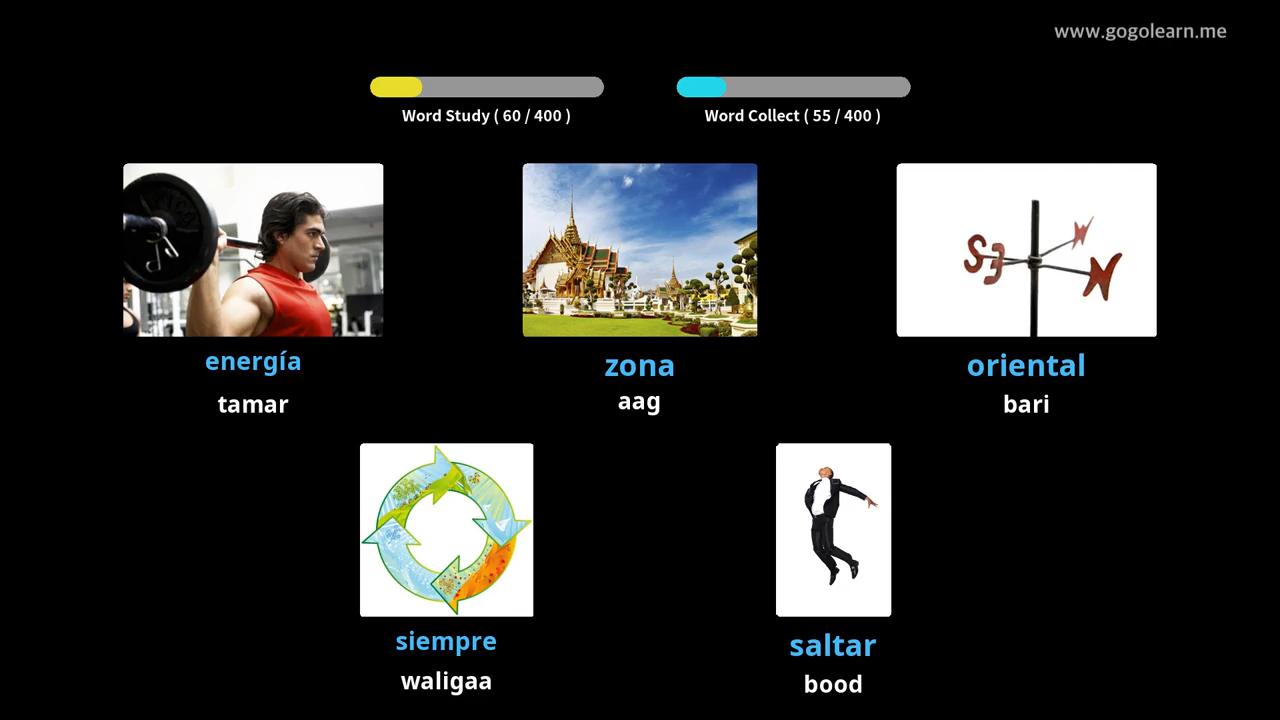 www.gogolearn.me
Word Study ( 60 / 400 )
Word Collect ( 55 / 400 )
energía
tamar
zona
aag
oriental
bari
siempre
waligaa
saltar
bood